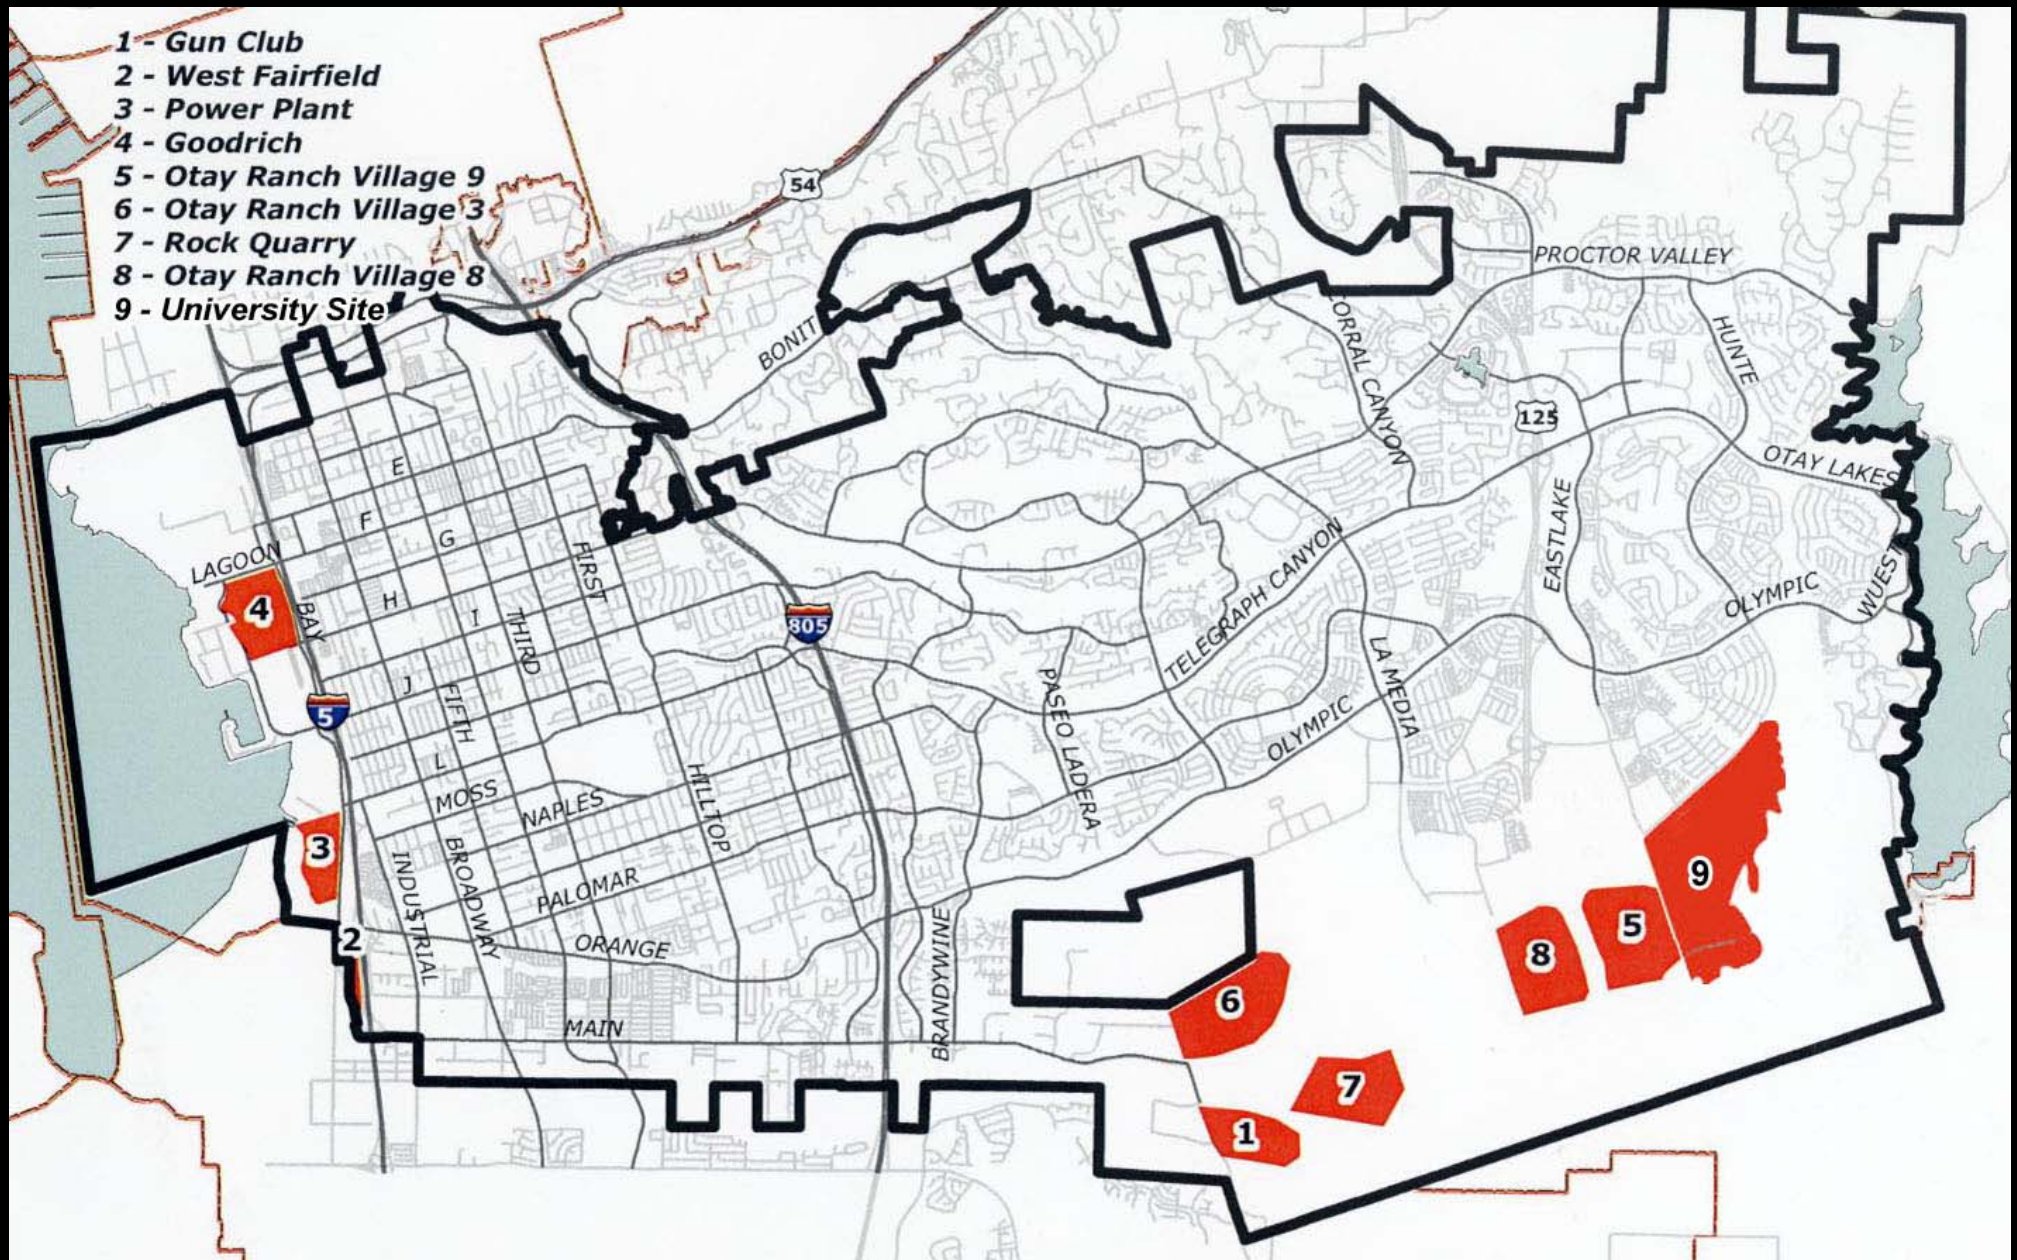 1 - Gun Club
2 - West Fairfield
3 - Power Plant
4 - Goodrich
5 - Otay Ranch Village 9
6 - Otay Ranch Village 3
7 - Rock Quarry
8 - Otay Ranch Village 8
9 - University Site
54
PROCTOR VALLEY
BONIT
CORRAL CANYON
HUNTE
125
E
OTAY LAKES
F
G
EASTLAKE
LAGOON
FIRST
TELEGRAPH CANYON
WUEST
OLYMPIC
4
BAY
H
I
THIRD
805
J
FIFTH
PASEO LADERA
LA MEDIA
5
OLYMPIC
L
MOSS
NAPLES
HILLTOP
3
INDUSTRIAL
BROADWAY
PALOMAR
9
2
ORANGE
BRANDYWINE
5
8
6
MAIN
7
1